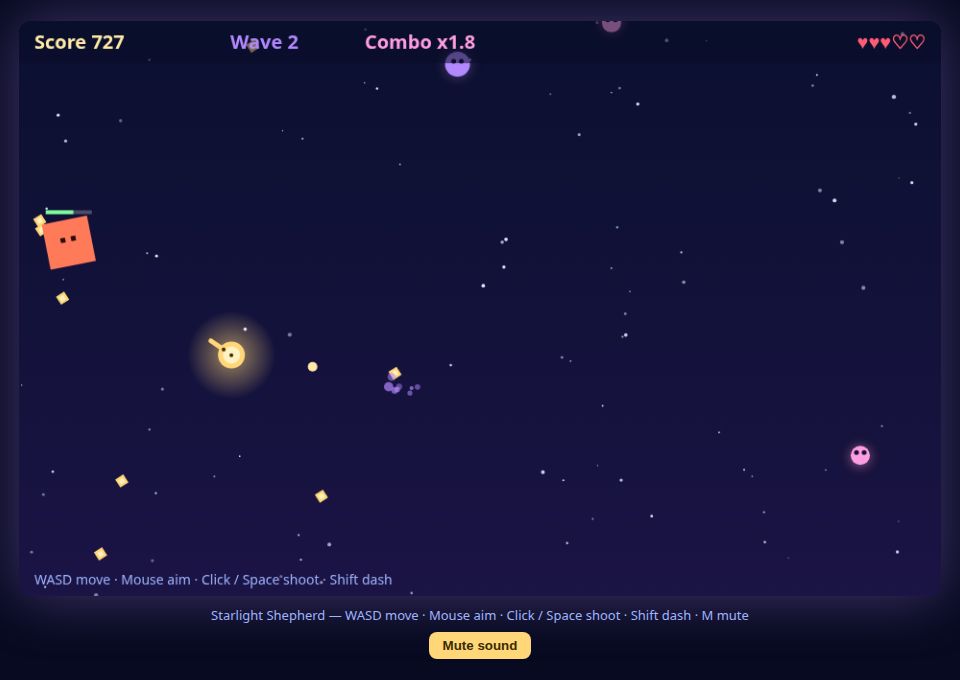 Score 727 Wave 2 Combo x1.8 ♥♥♥♡♡
WASD move · Mouse aim · Click / Space shoot · Shift dash
Starlight Shepherd — WASD move · Mouse aim · Click / Space shoot · Shift dash · M mute
Mute sound